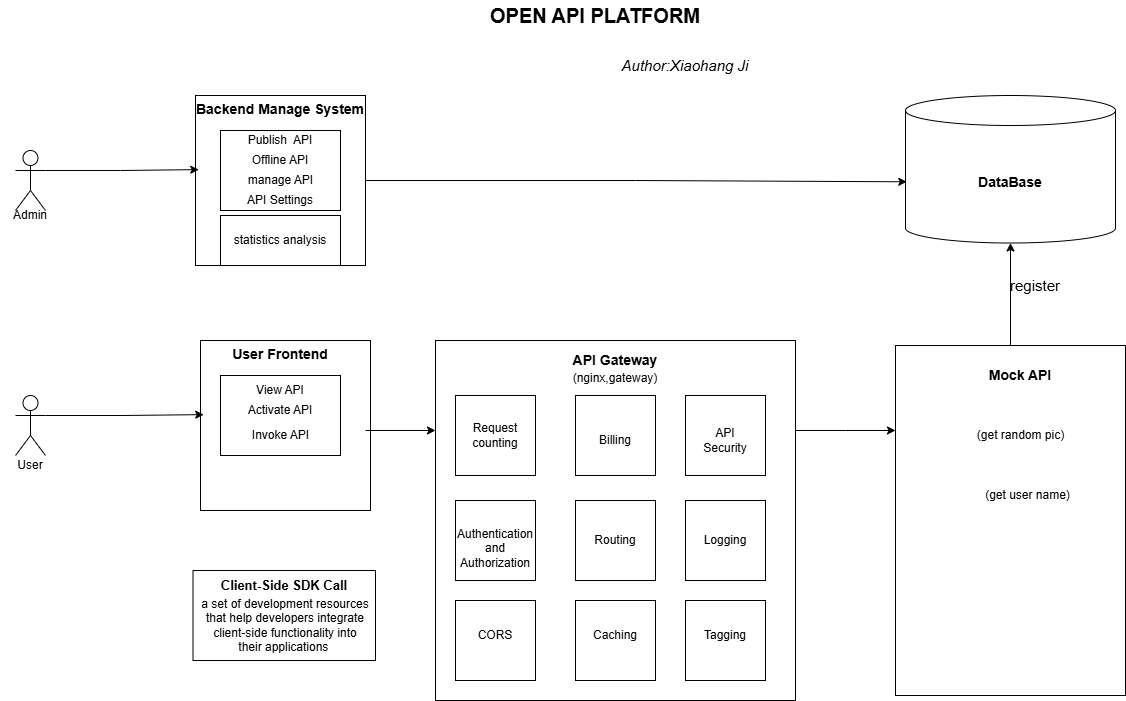 OPEN API PLATFORM
Author:Xiaohang Ji
Backend Manage System
Publish  API
Offline API
manage API
API Settings
statistics analysis
Admin
DataBase
register
User Frontend
View API
Activate API
Invoke API
User
API Gateway
(nginx,gateway)
Request
counting
Billing
API
Security
Authentication
and
Authorization
Routing
Logging
CORS
Caching
Tagging
Mock API
(get random pic)
(get user name)
Client-Side SDK Call
a set of development resources
that help developers integrate
client-side functionality into
their applications